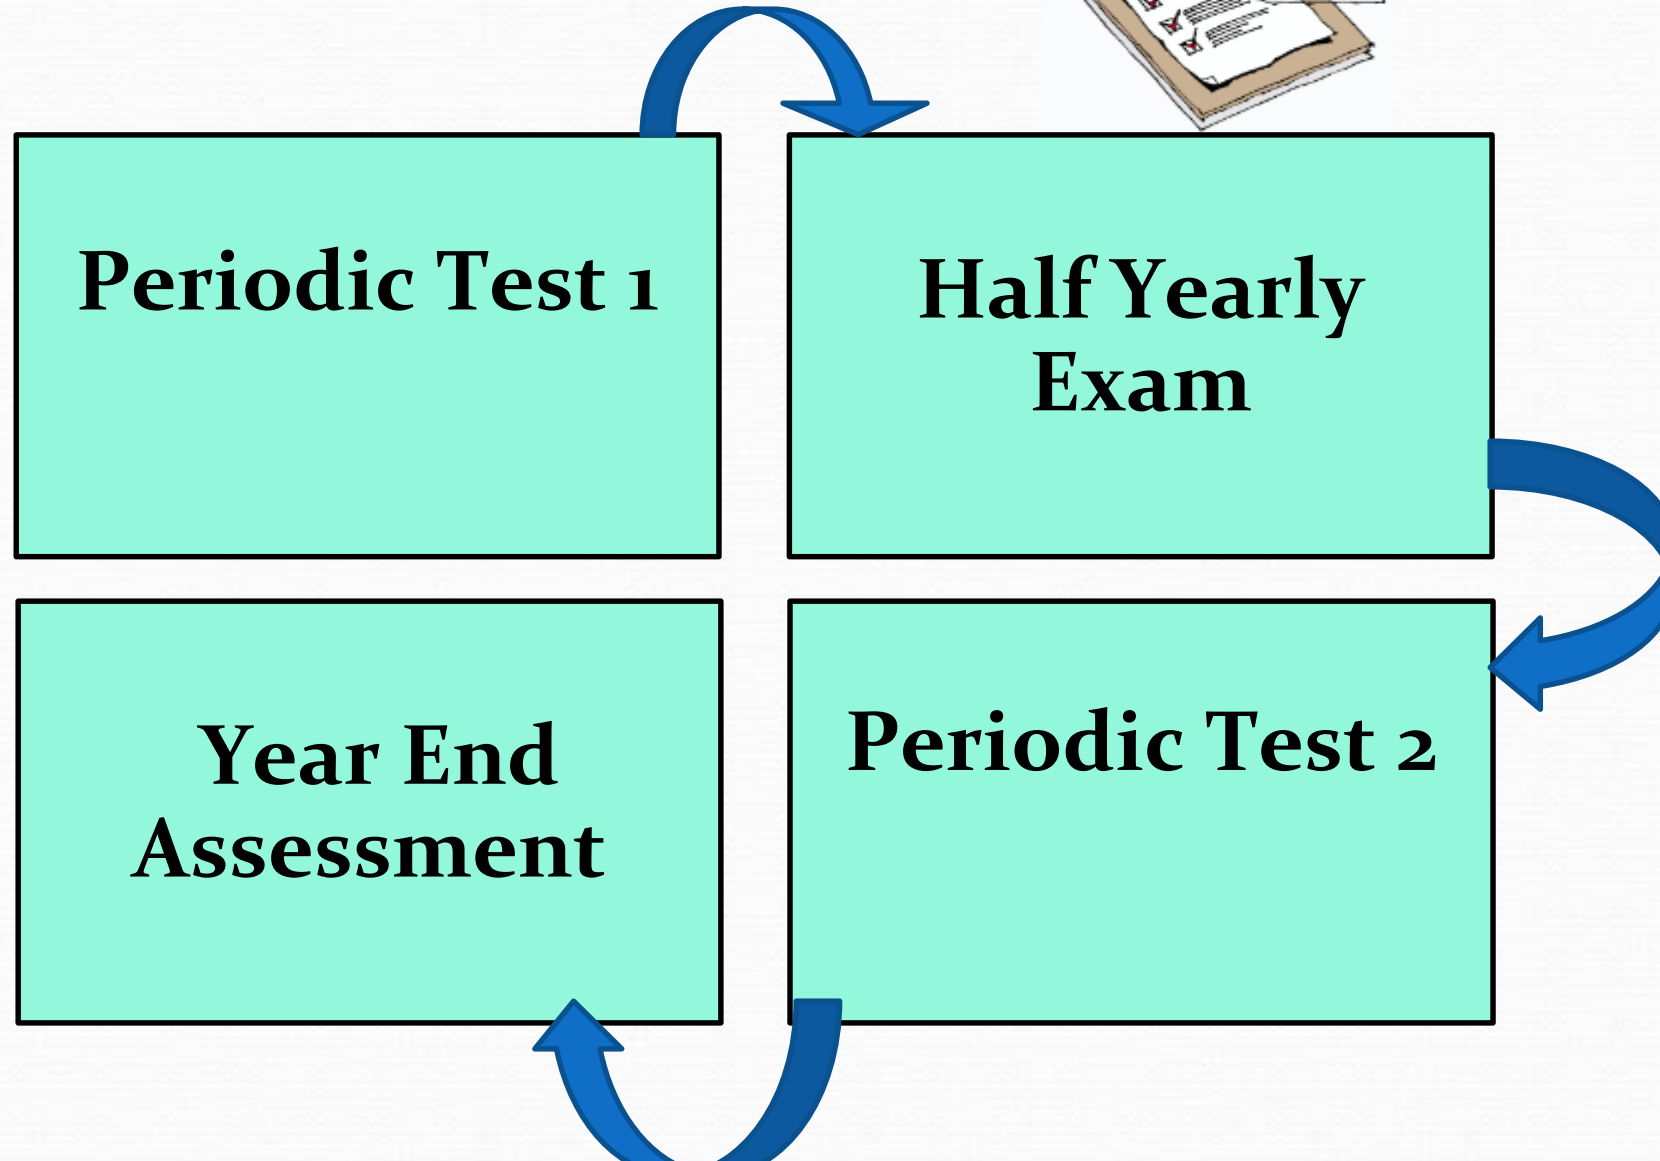 Periodic Test 1
Half Yearly
Exam
Periodic Test 2
Year End
Assessment